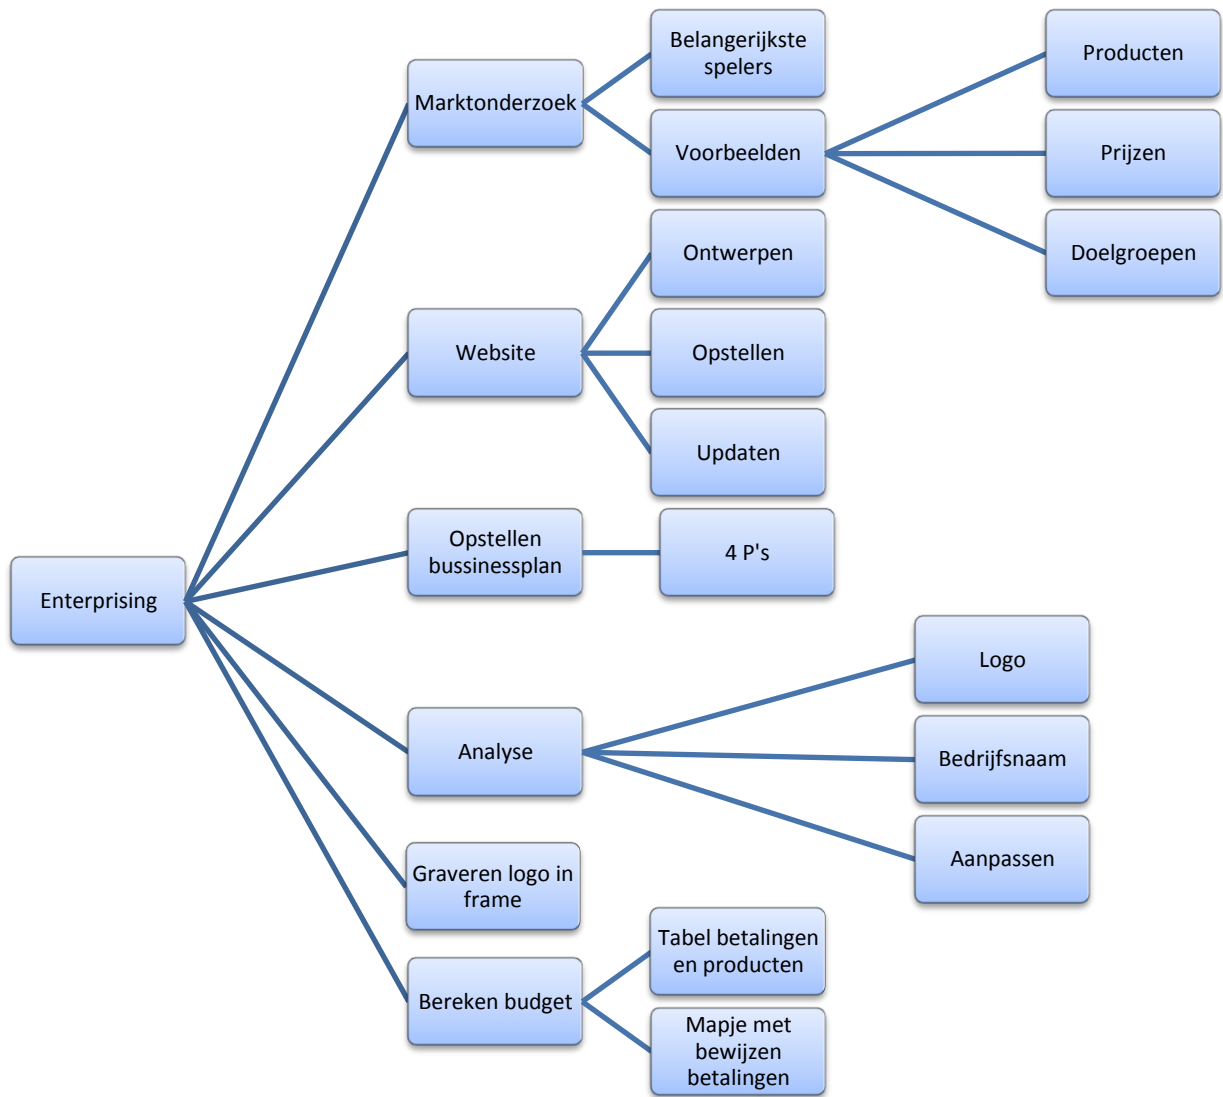 Enterprising
Marktonderzoek
Belangerijkste
spelers
Voorbeelden
Producten
Prijzen
Doelgroepen
Website
Ontwerpen
Opstellen
Updaten
Opstellen
bussinessplan
4 P's
Analyse
Logo
Bedrijfsnaam
Aanpassen
Graveren logo in
frame
Bereken budget
Tabel betalingen
en producten
Mapje met
bewijzen
betalingen